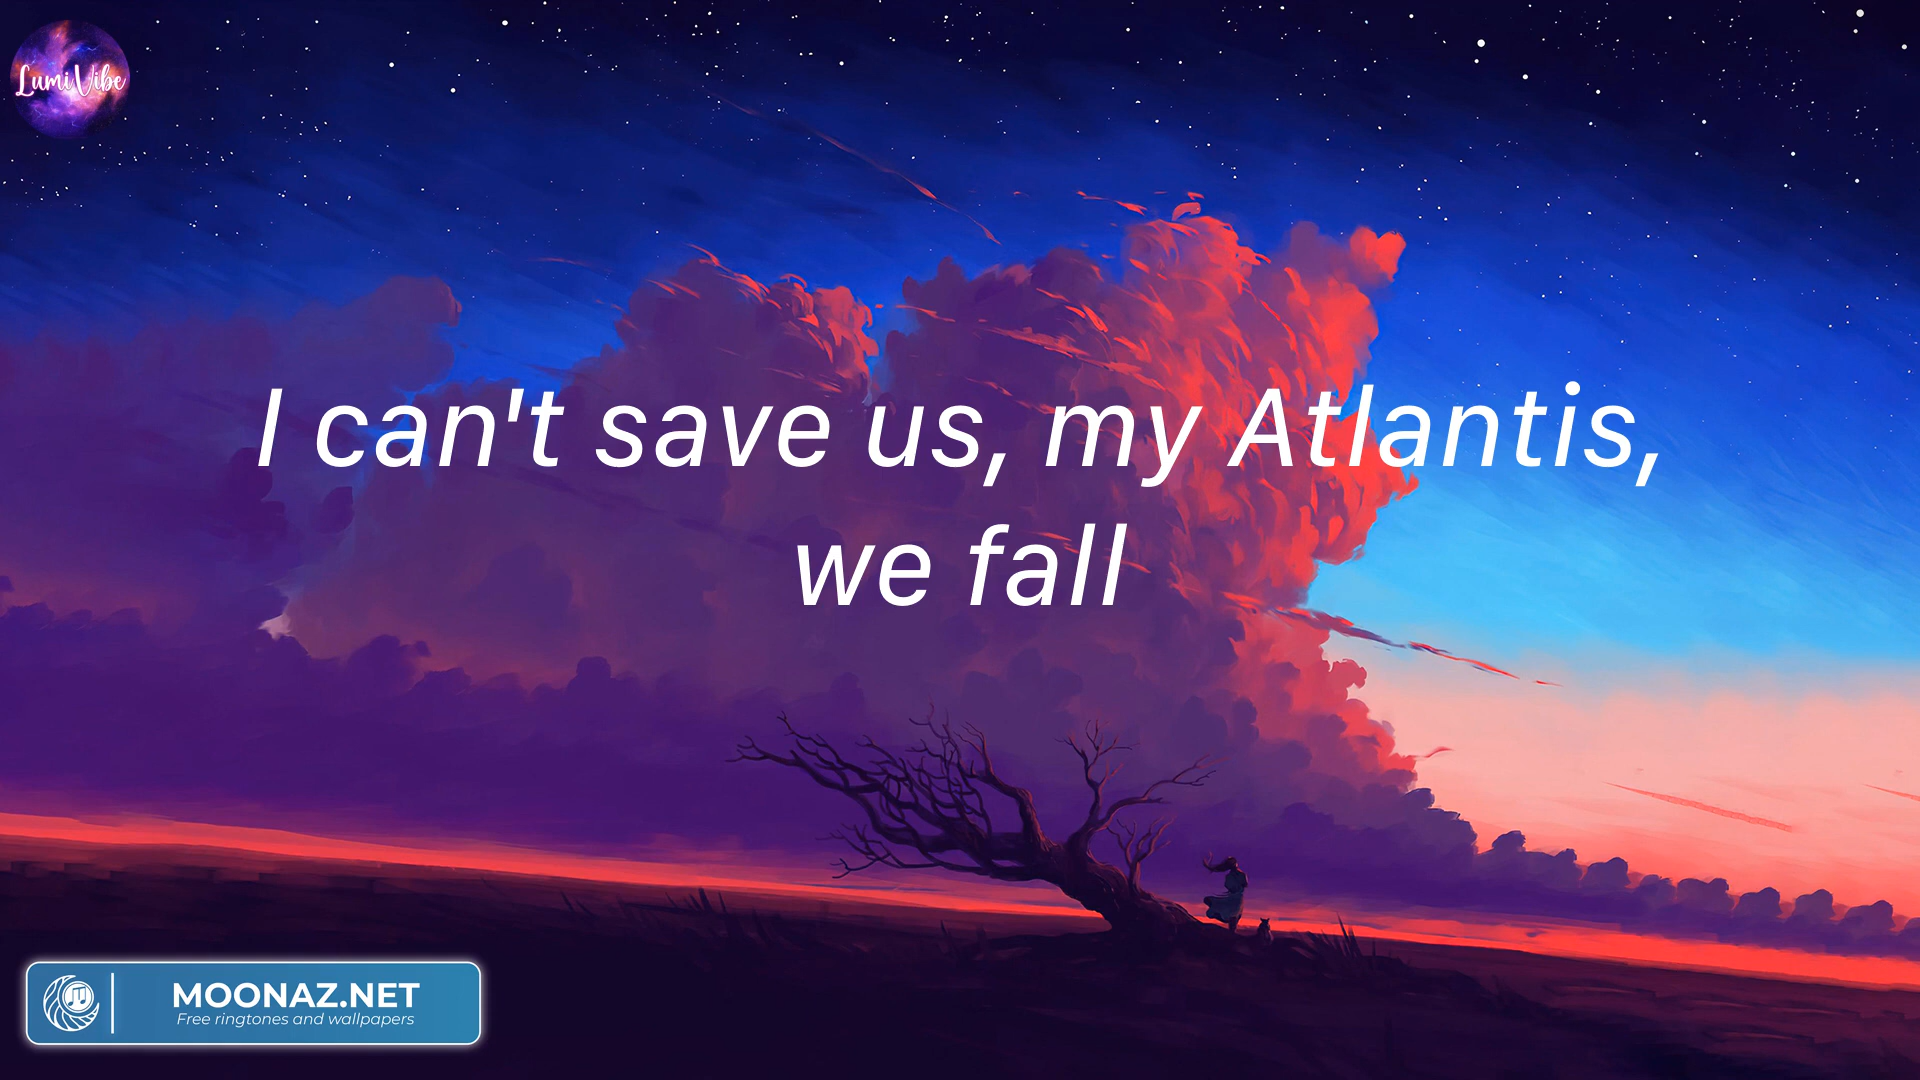 LumiVibe
I can't save us, my Atlantis,
we fall
MOONAZ.NET
Free ringtones and wallpapers